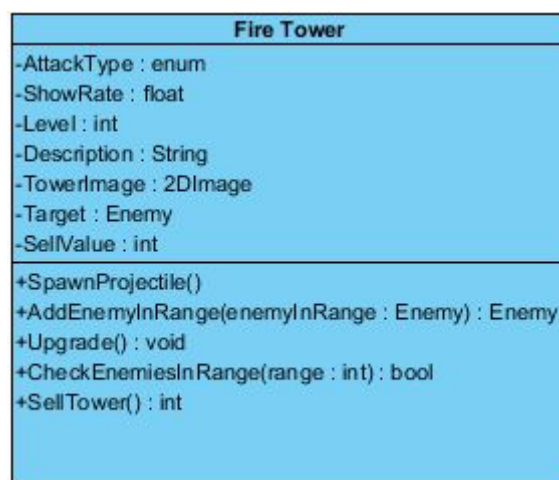 Fire Tower
-AttackType : enum
-ShowRate : float
-Level : int
-Description : String
-TowerImage : 2DImage
-Target : Enemy
-SellValue : int
+SpawnProjectile()
+AddEnemyInRange(enemyInRange : Enemy) : Enemy
+Upgrade() : void
+CheckEnemiesInRange(range : int) : bool
+SellTower() : int